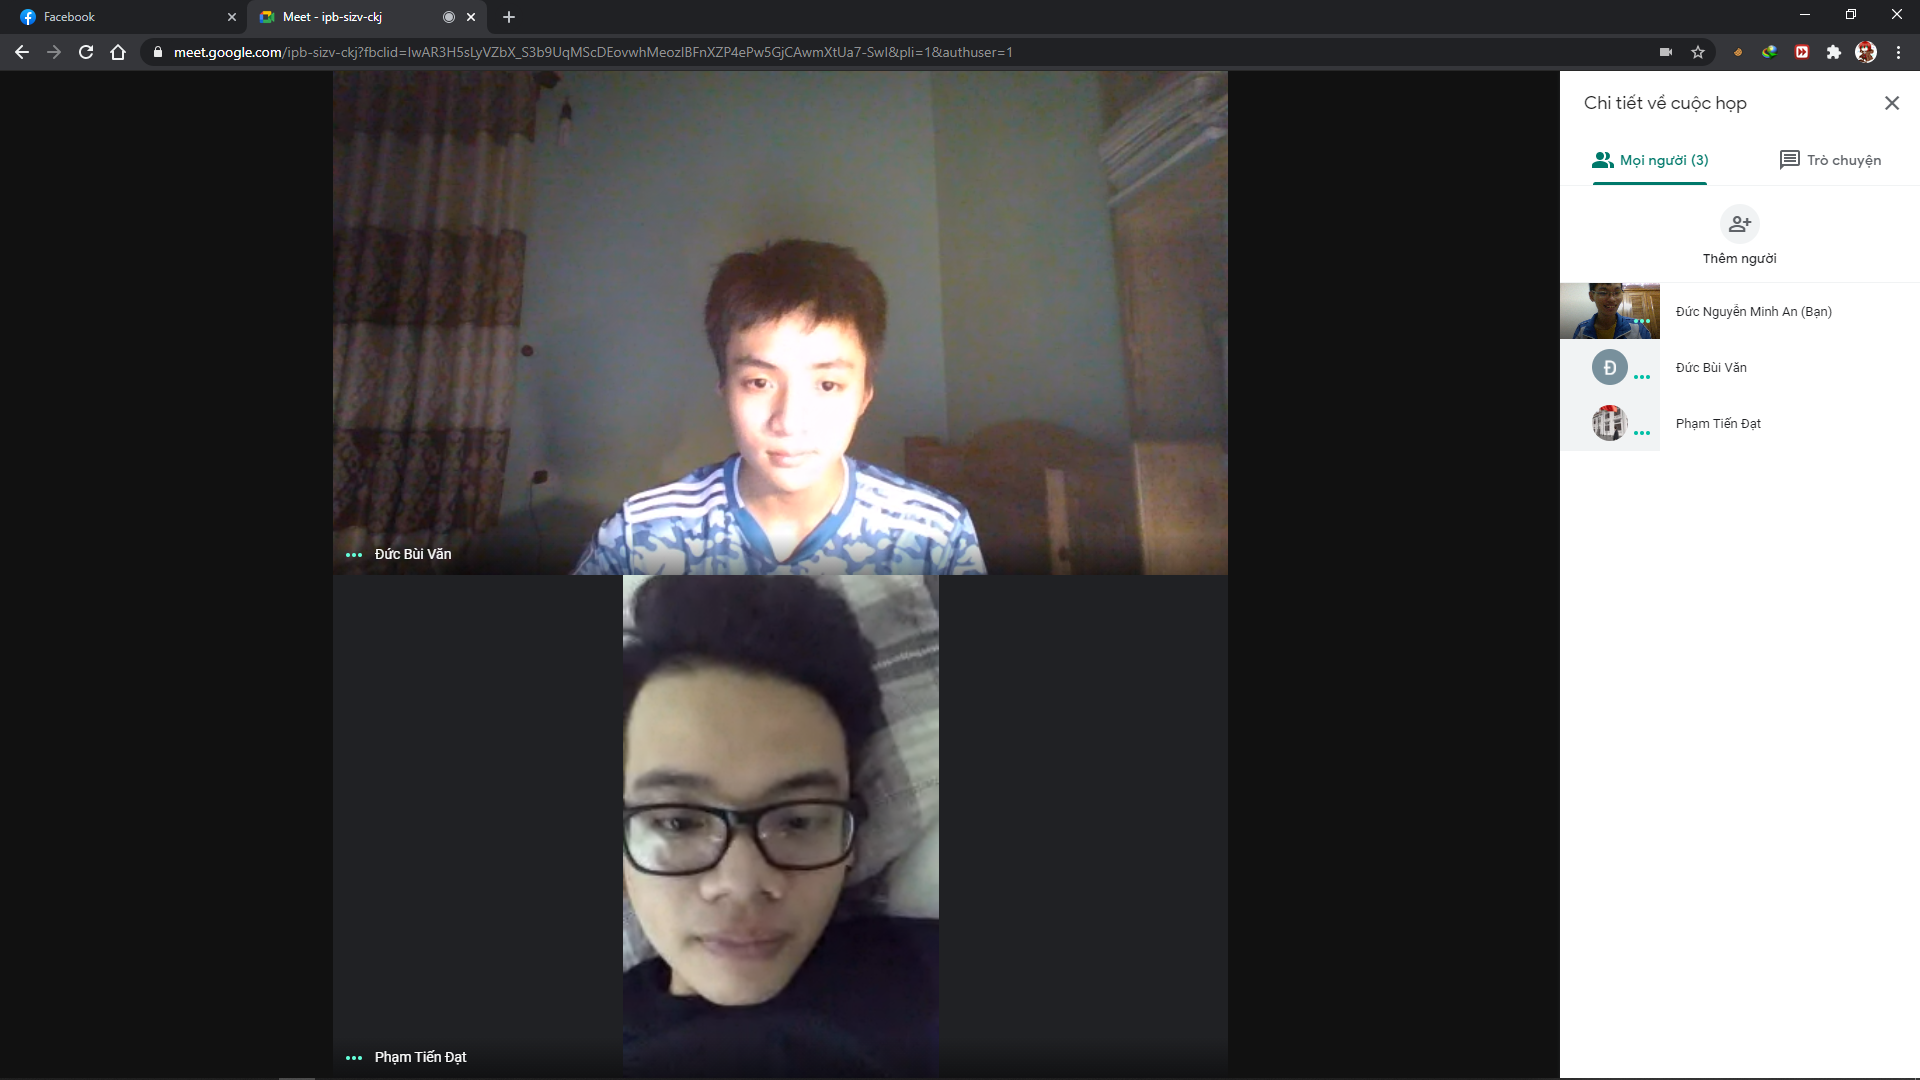 Facebook
Meet - ipb-sizv-ckj
meet.google.com/ipb-sizv-ckj?fbclid=IwAR3H5sLyVZbX_S3b9UqMScDEovwhMeozIBFnXZP4ePw5GjCAwmXtUa7-SwI&pli=1&authuser=1
Chi tiết về cuộc họp
Mọi người (3)
Trò chuyện
Thêm người
Đức Nguyễn Minh An (Bạn)
Đ
Đức Bùi Văn
Phạm Tiến Đạt
Đức Bùi Văn
Phạm Tiến Đạt